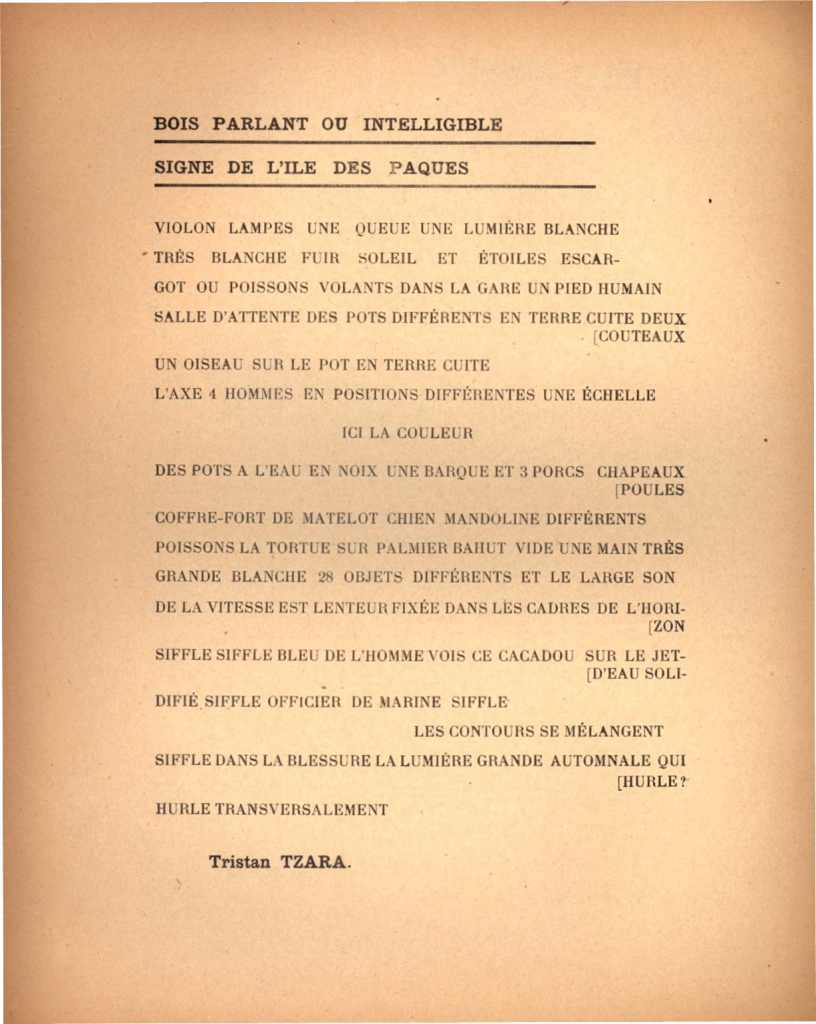 BOIS PARLANT OU INTELLIGIBLE
SIGNE DE L'ILE DES PAQUES
VIOLON LAMPES UNE QUEUE UNE LUMIÈRE BLANCHE
TRÈS BLANCHE FUIR SOLEIL ET ÉTOILES ESCAR-
GOT OU POISSONS VOLANTS DANS LA GARE UN PIED HUMAIN
SALLE D'ATTENTE DES POTS DIFFÉRENTS EN TERRE CUITE DEUX
[COUTEAUX
UN OISEAU SUR LE POT EN TERRE CUITE
L'AXE 4 HOMMES EN POSITIONS DIFFÉRENTES UNE ÉCHELLE
ICI LA COULEUR
DES POTS A L'EAU EN NOIX UNE BARQUE ET 3 PORCS CHAPEAUX
[POULES
COFFRE-FORT DE MATELOT CHIEN MANDOLINE DIFFÉRENTS
POISSONS LA TORTUE SUR PALMIER BAHUT VIDE UNE MAIN TRÈS
GRANDE BLANCHE 28 OBJETS DIFFÉRENTS ET LE LARGE SON
DE LA VITESSE EST LENTEUR FIXÉE DANS LES CADRES DE L'HORI-
[ZON
SIFFLE SIFFLE BLEU DE L'HOMME VOIS CE CACADOU SUR LE JET-
[D'EAU SOLI-
DIFIÉ SIFFLE OFFICIER DE MARINE SIFFLE
LES CONTOURS SE MÉLANGENT
SIFFLE DANS LA BLESSURE LA LUMIÈRE GRANDE AUTOMNALE QUI
[HURLE?
HURLE TRANSVERSALEMENT
Tristan TZARA.